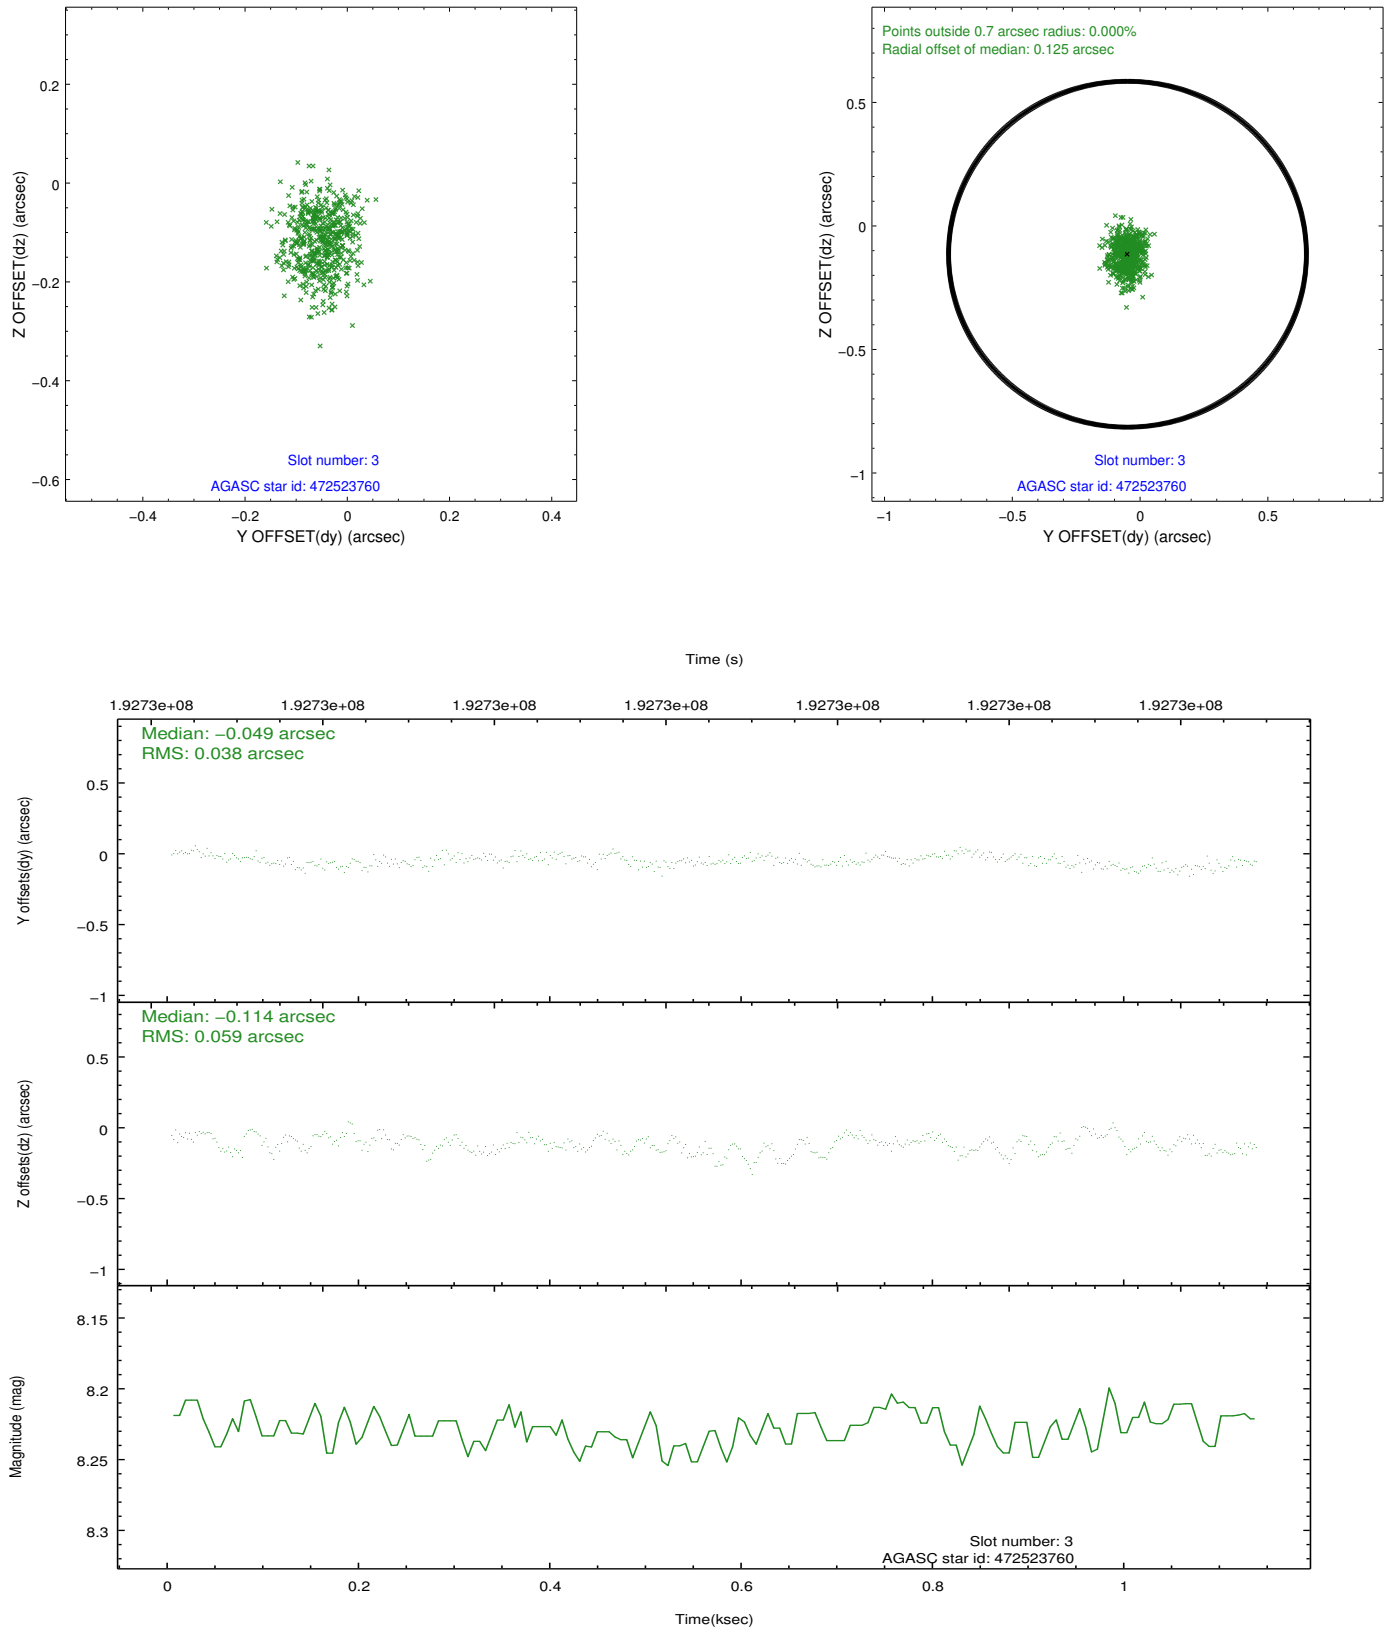 0.2
0
−0.2
−0.4
−0.6
Z OFFSET(dz) (arcsec)
Slot number: 3
AGASC star id: 472523760
−0.4 −0.2 0 0.2 0.4
Y OFFSET(dy) (arcsec)
Points outside 0.7 arcsec radius: 0.000%
Radial offset of median: 0.125 arcsec
0.5
0
−0.5
−1
Z OFFSET(dz) (arcsec)
Slot number: 3
AGASC star id: 472523760
−1 −0.5 0 0.5
Y OFFSET(dy) (arcsec)
Time (s)
1.9273e+08 1.9273e+08 1.9273e+08 1.9273e+08 1.9273e+08 1.9273e+08 1.9273e+08
Median: −0.049 arcsec
RMS: 0.038 arcsec
0.5
0
−0.5
−1
Y offsets(dy) (arcsec)
Median: −0.114 arcsec
RMS: 0.059 arcsec
0.5
0
−0.5
−1
Z offsets(dz) (arcsec)
8.15
8.2
8.25
8.3
Magnitude (mag)
Slot number: 3
AGASC star id: 472523760
0 0.2 0.4 0.6 0.8 1
Time(ksec)